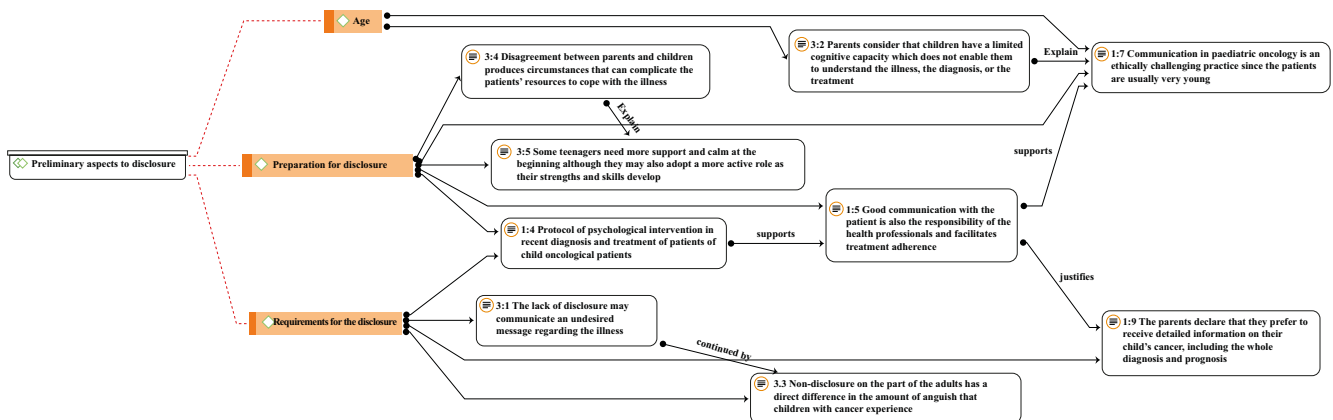 Age
3:2 Parents consider that children have a limited
cognitive capacity which does not enable them
to understand the illness, the diagnosis, or the
treatment
Explain
1:7 Communication in paediatric oncology is an
ethically challenging practice since the patients
are usually very young
3:4 Disagreement between parents and children
produces circumstances that can complicate the
patients' resources to cope with the illness
Explain
Preliminary aspects to disclosure
Preparation for disclosure
3:5 Some teenagers need more support and calm at the
beginning although they may also adopt a more active role as
their strengths and skills develop
supports
1:5 Good communication with the
patient is also the responsibility of the
health professionals and facilitates
treatment adherence
1:4 Protocol of psychological intervention in
recent diagnosis and treatment of patients of
child oncological patients
supports
justifies
Requirements for the disclosure
3:1 The lack of disclosure may
communicate an undesired
message regarding the illness
continued by
1:9 The parents declare that they prefer to
receive detailed information on their
child's cancer, including the whole
diagnosis and prognosis
3.3 Non-disclosure on the part of the adults has a
direct difference in the amount of anguish that
children with cancer experience